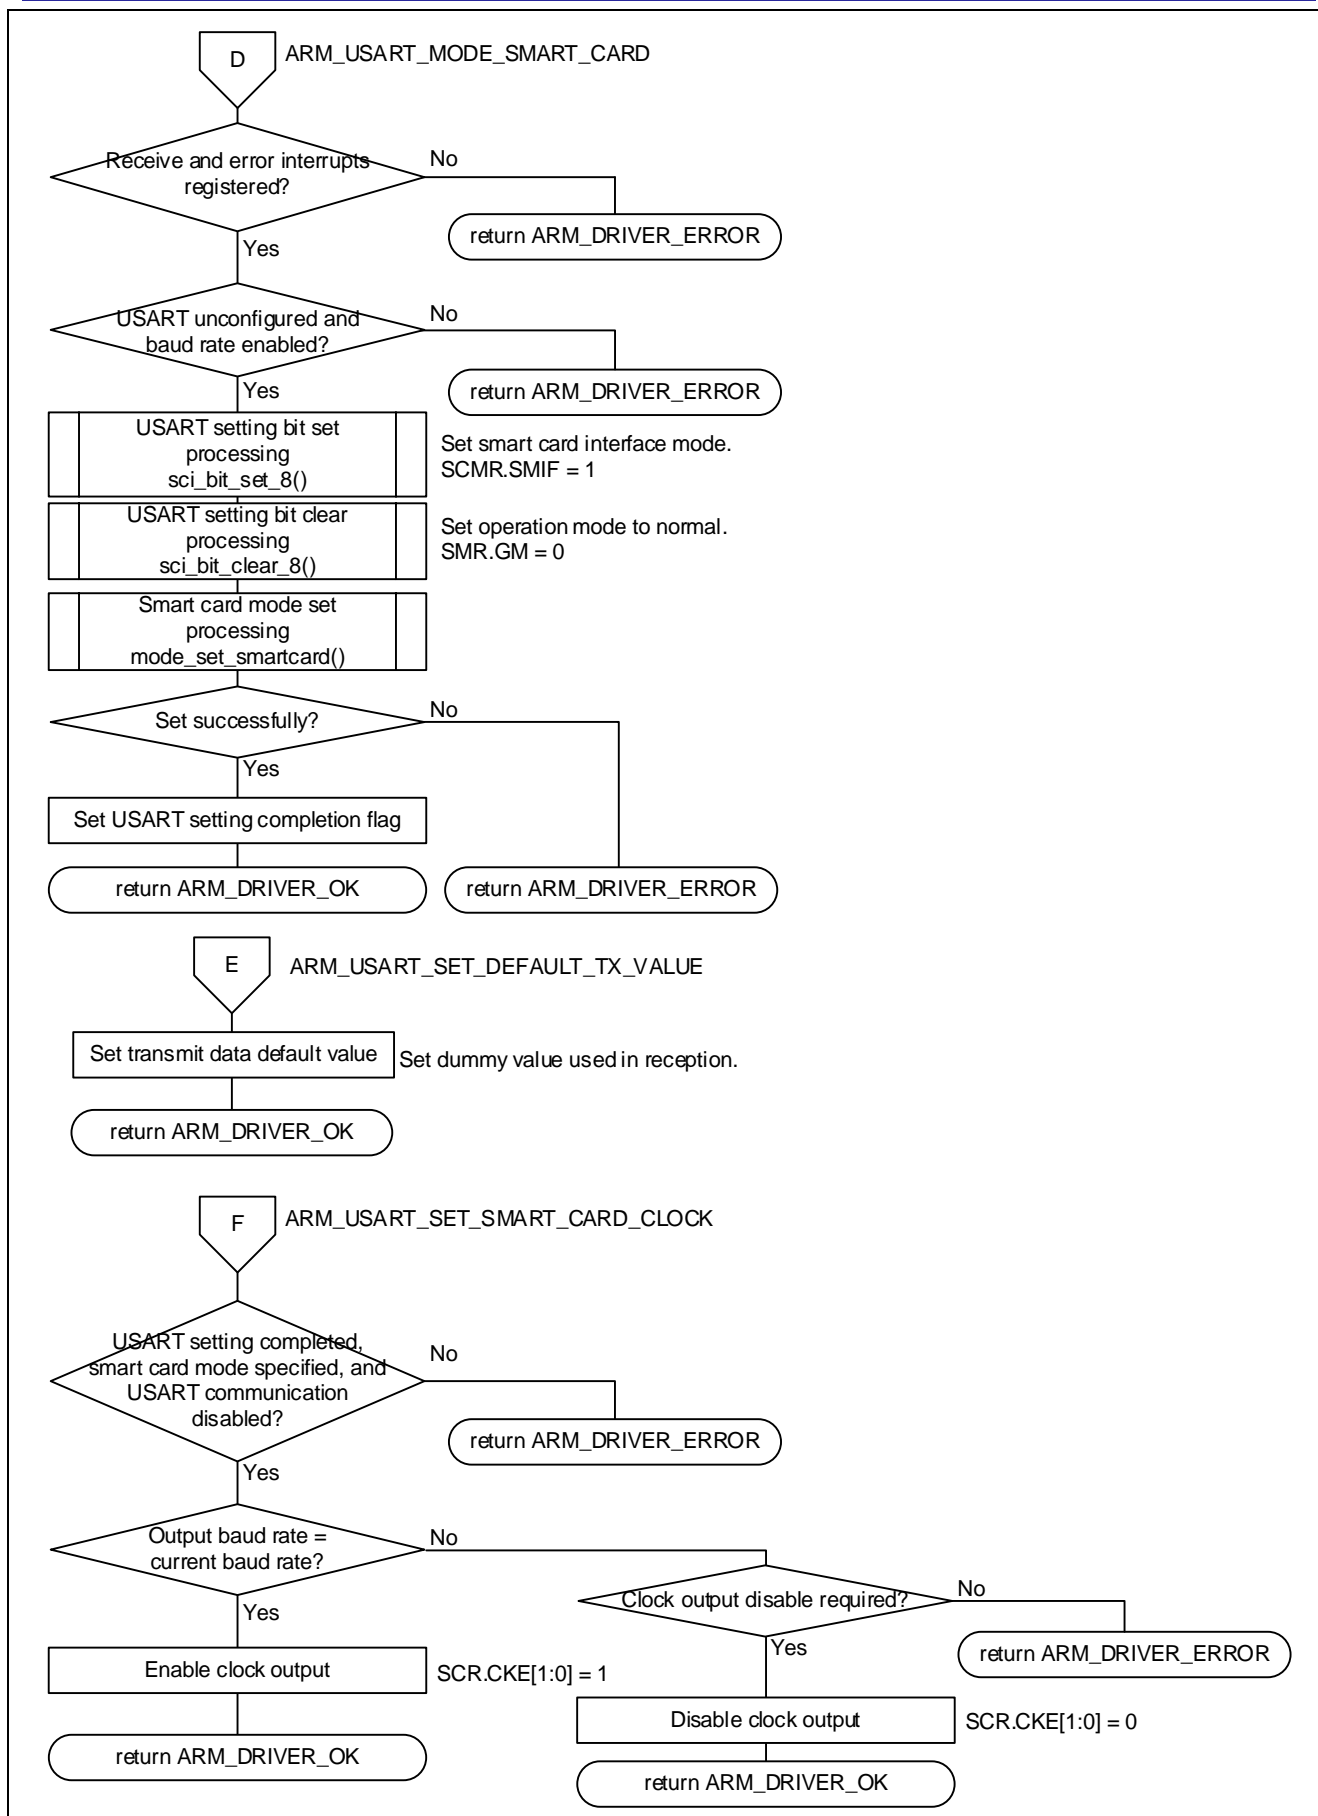 D
ARM_USART_MODE_SMART_CARD
Receive and error interrupts
registered?
No
return ARM_DRIVER_ERROR
Yes
USART unconfigured and
baud rate enabled?
No
return ARM_DRIVER_ERROR
Yes
USART setting bit set
processing
sci_bit_set_8()
Set smart card interface mode.
SCMR.SMIF = 1
USART setting bit clear
processing
sci_bit_clear_8()
Set operation mode to normal.
SMR.GM = 0
Smart card mode set
processing
mode_set_smartcard()
Set successfully?
No
Yes
Set USART setting completion flag
return ARM_DRIVER_OK
return ARM_DRIVER_ERROR
E
ARM_USART_SET_DEFAULT_TX_VALUE
Set transmit data default value
Set dummy value used in reception.
return ARM_DRIVER_OK
F
ARM_USART_SET_SMART_CARD_CLOCK
USART setting completed,
smart card mode specified, and
USART communication
disabled?
No
return ARM_DRIVER_ERROR
Yes
Output baud rate =
current baud rate?
No
Clock output disable required?
No
return ARM_DRIVER_ERROR
Yes
Yes
Enable clock output
SCR.CKE[1:0] = 1
Disable clock output
SCR.CKE[1:0] = 0
return ARM_DRIVER_OK
return ARM_DRIVER_OK